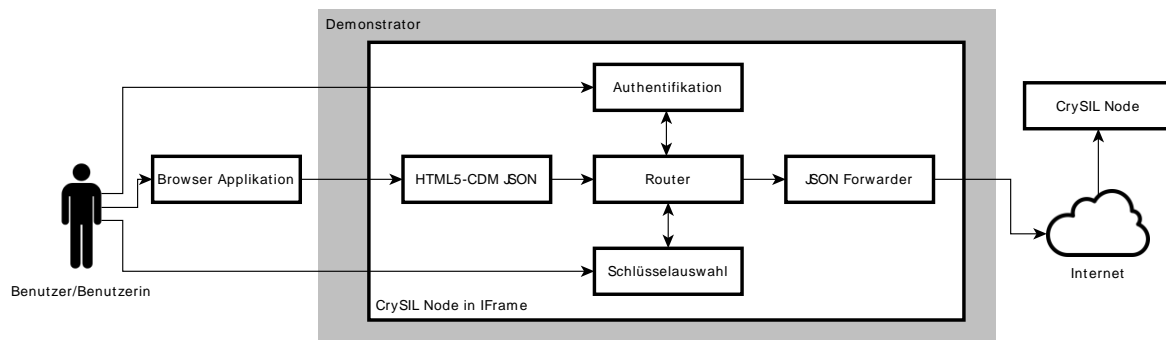 Demonstrator
Authentifikation
CrySIL Node
Browser Applikation
HTML5-CDM JSON
Router
JSON Forwarder
Schlüsselauswahl
Internet
Benutzer/Benutzerin
CrySIL Node in IFrame